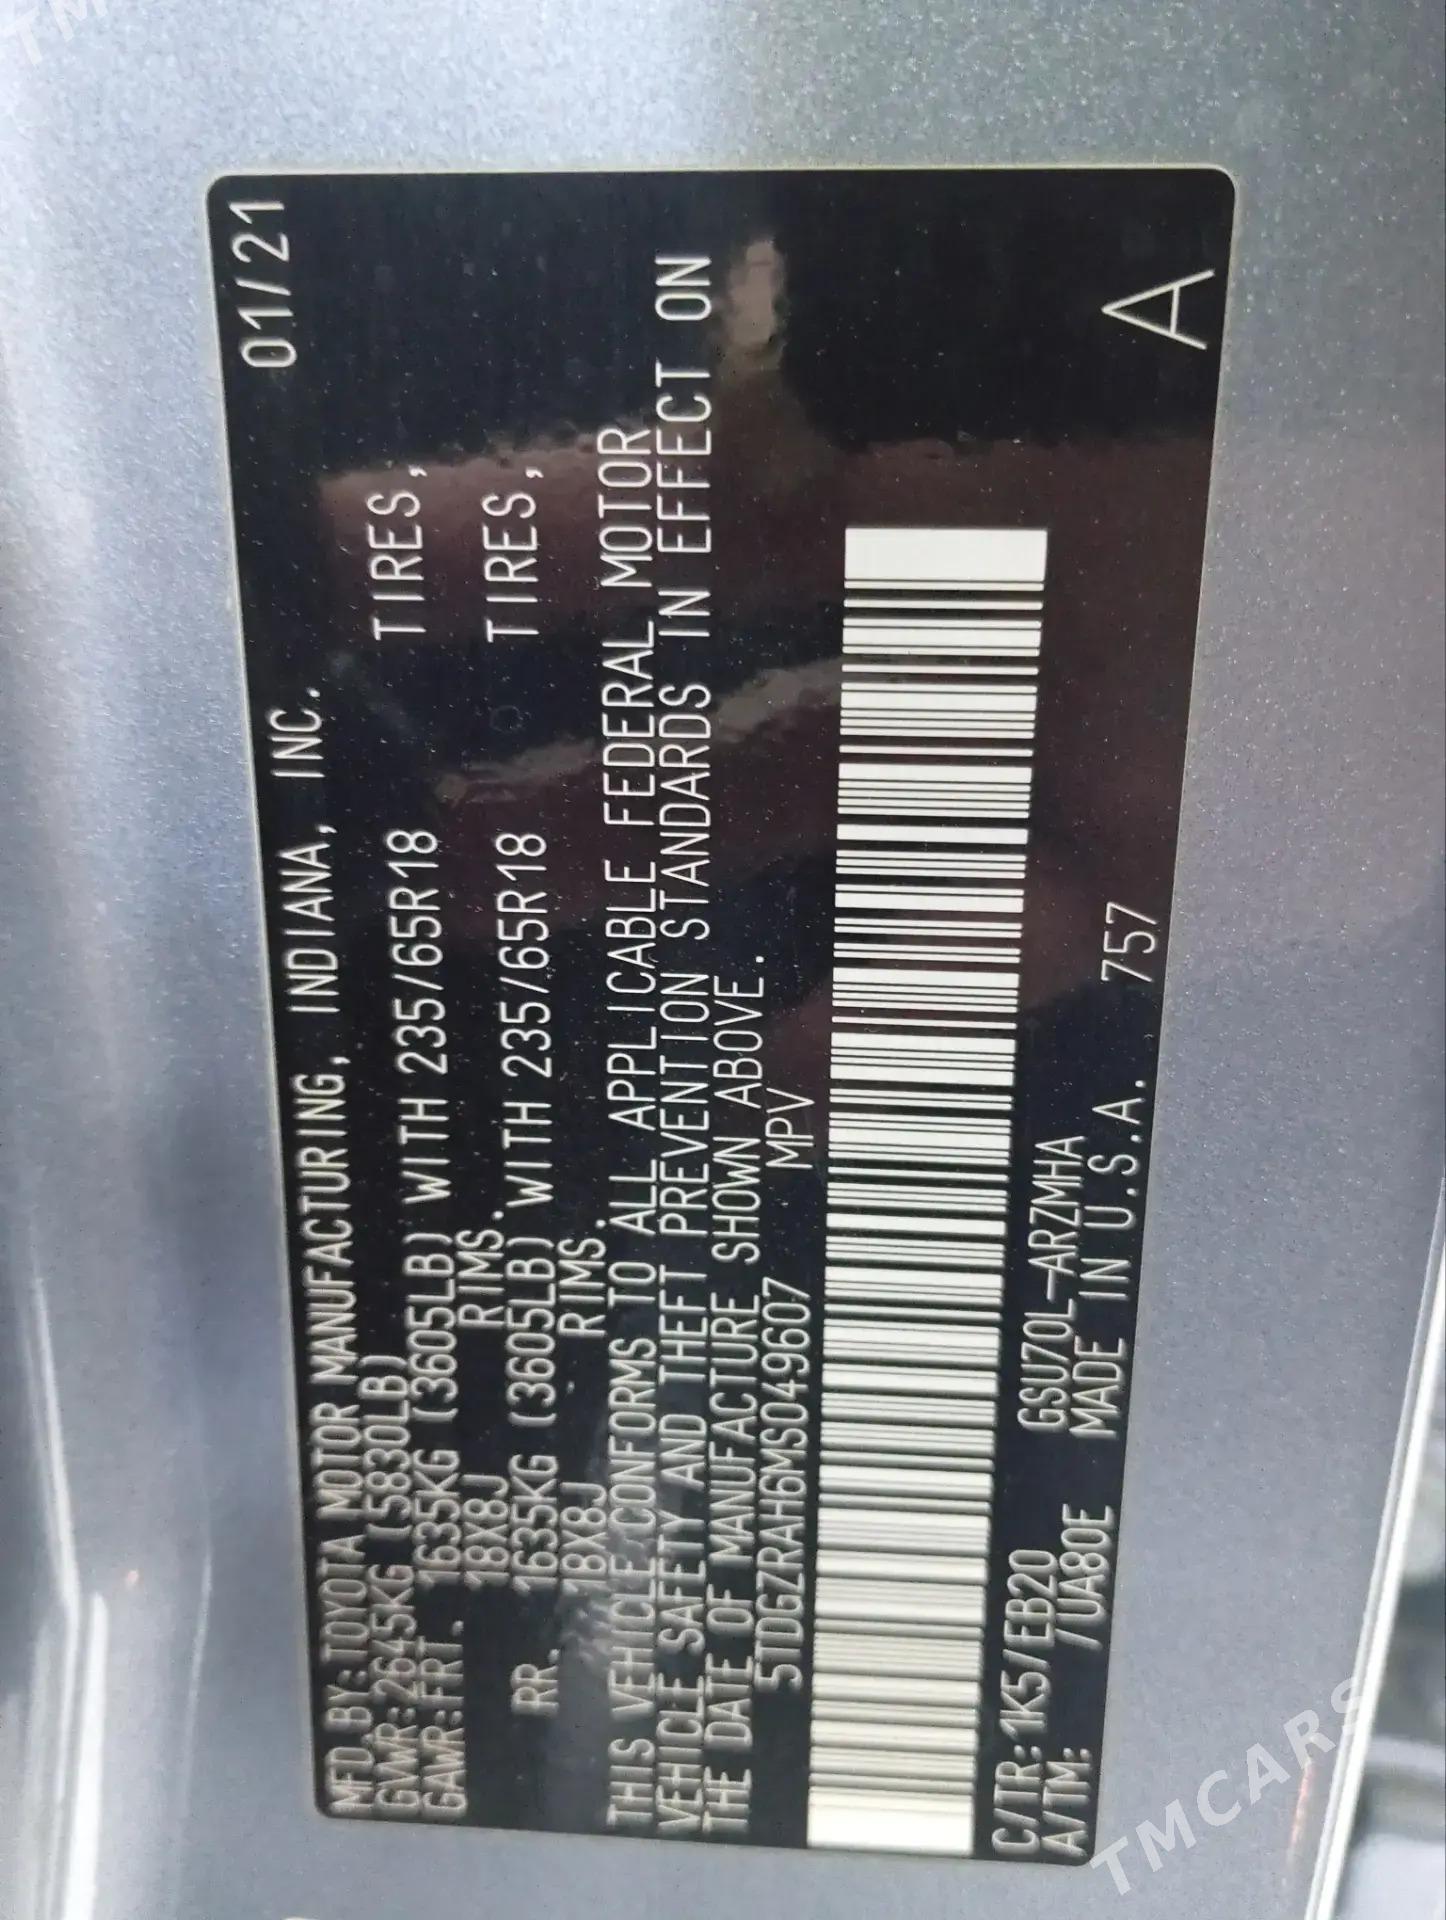 MFD.BY:TOYOTA MOTOR MANUFACTURING, INDIANA, INC. 01/21
GVWR:2645KG (5830LB)
GAWR:FRT. 1635KG (3605LB) WITH 235/65R18 TIRES,
18X8J RIMS.
RR. 1635KG (3605LB) WITH 235/65R18 TIRES,
18X8J RIMS.
THIS VEHICLE CONFORMS TO ALL APPLICABLE FEDERAL MOTOR
VEHICLE SAFETY AND THEFT PREVENTION STANDARDS IN EFFECT ON
THE DATE OF MANUFACTURE SHOWN ABOVE.
5TDGZRAH6MS049607 MPV
C/TR:1K5/EB20 GSU70L-ARZMHA
A/TM: /UA80E MADE IN U.S.A. 757
A
TMCARS
TM